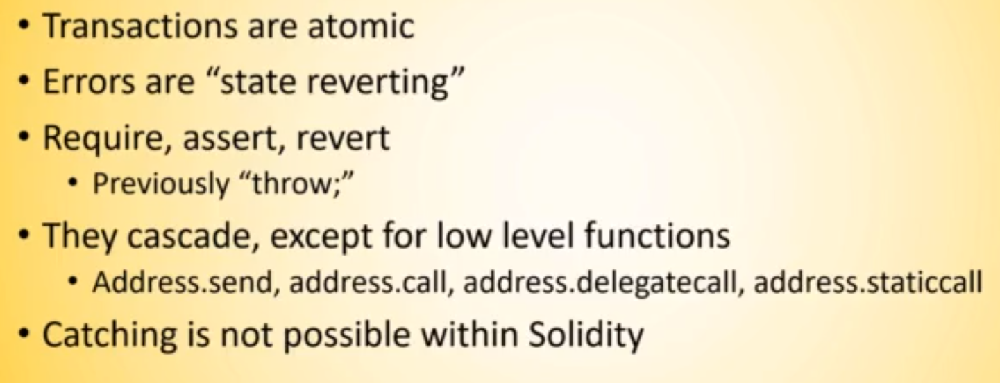 • Transactions are atomic
• Errors are “state reverting”
• Require, assert, revert
• Previously “throw;”
• They cascade, except for low level functions
• Address.send, address.call, address.delegatecall, address.staticcall
• Catching is not possible within Solidity